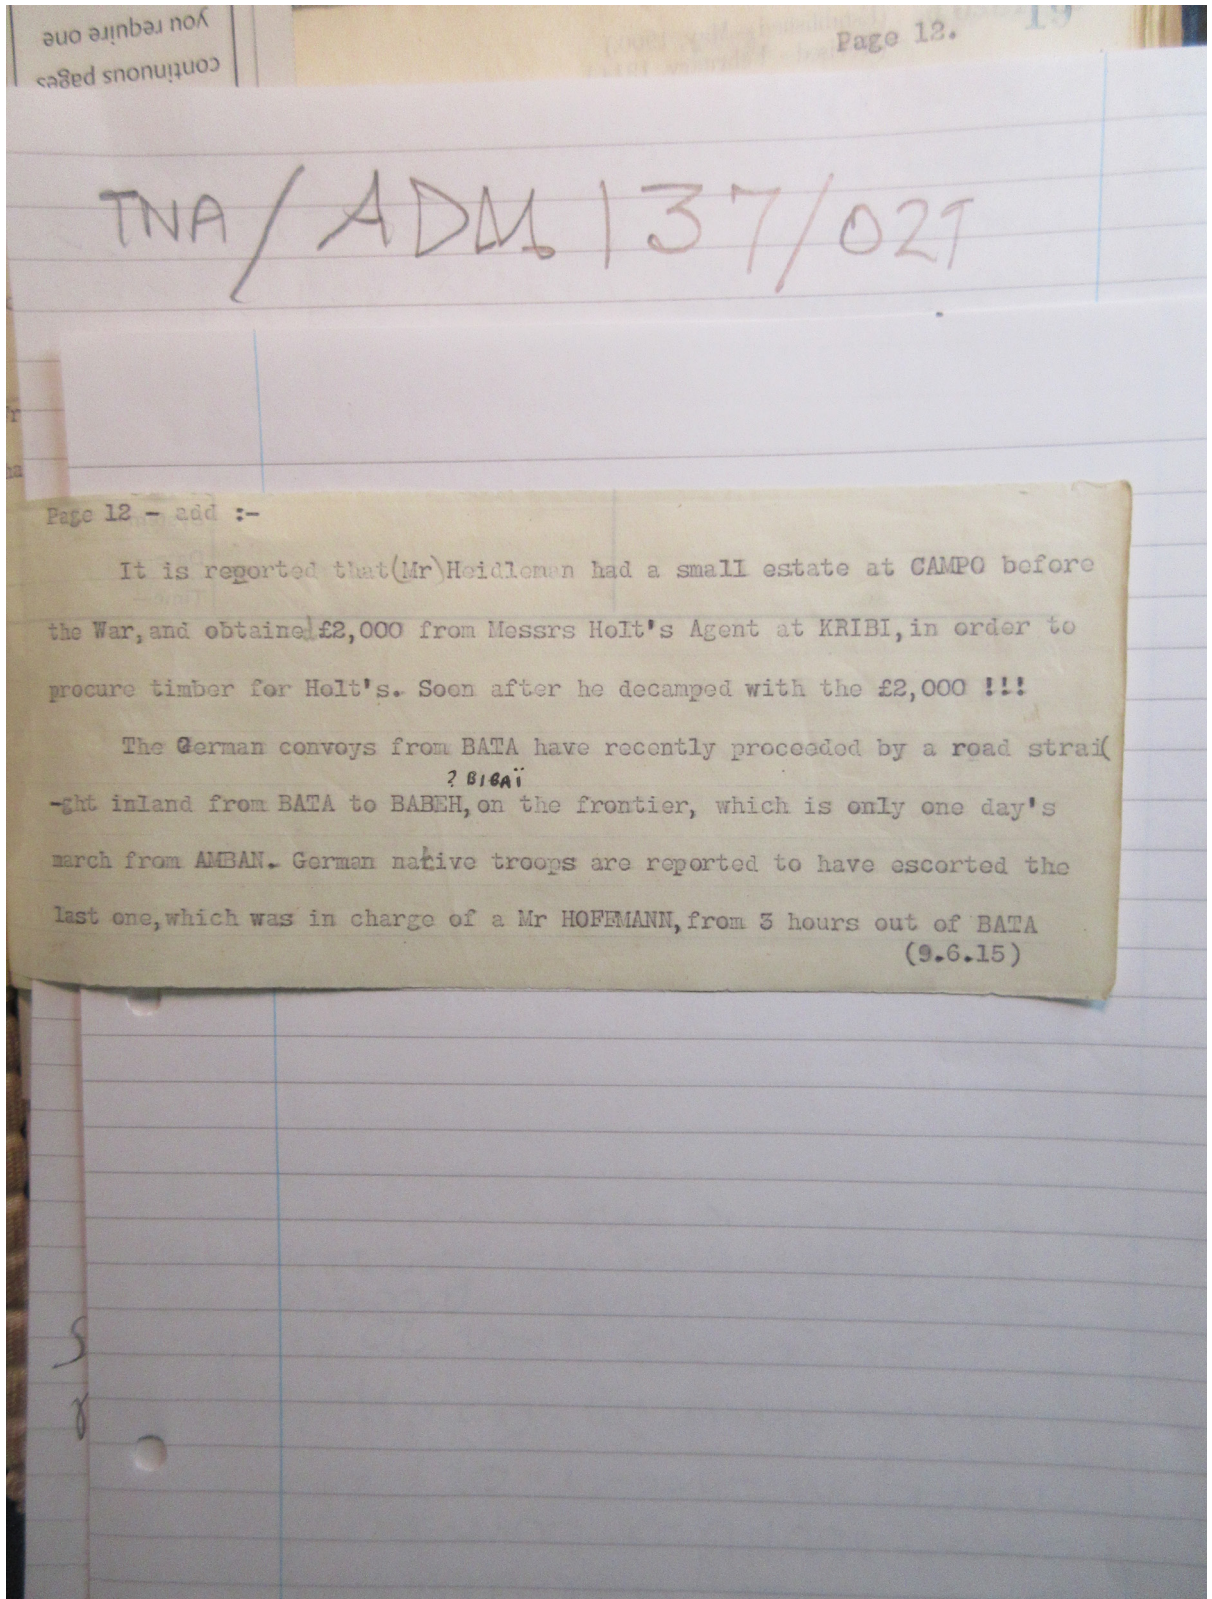 you require one
continuous pages
Page 12.
19
TNA/ADM 137/027
Page 12 - add :-
It is reported that (Mr) Heidleman had a small estate at CAMPO before
the War, and obtained £2,000 from Messrs Holt's Agent at KRIBI, in order to
procure timber for Holt's. Soon after he decamped with the £2,000 !!!
The German convoys from BATA have recently proceeded by a road strai(
? BIBAÏ
-ght inland from BATA to BABEH, on the frontier, which is only one day's
march from AMBAN. German native troops are reported to have escorted the
last one, which was in charge of a Mr HOFFMANN, from 3 hours out of BATA
(9.6.15)